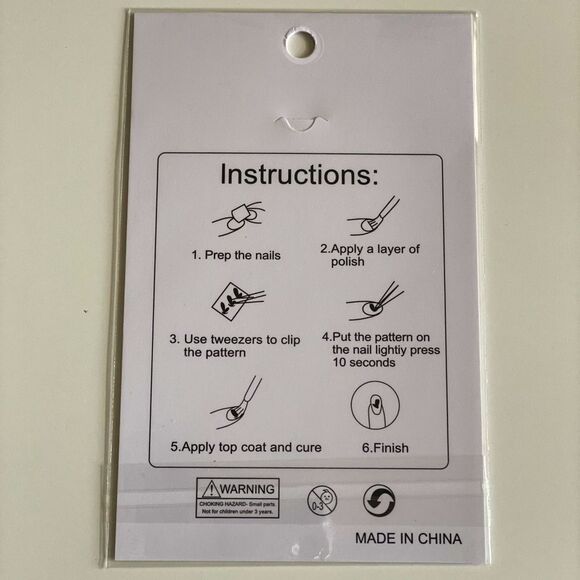 Instructions:
1. Prep the nails
2.Apply a layer of
polish
3. Use tweezers to clip
the pattern
4.Put the pattern on
the nail lightiy press
10 seconds
5.Apply top coat and cure
6.Finish
WARNING
CHOKING HAZARD- Small parts.
Not for children under 3 years.
0-3
MADE IN CHINA